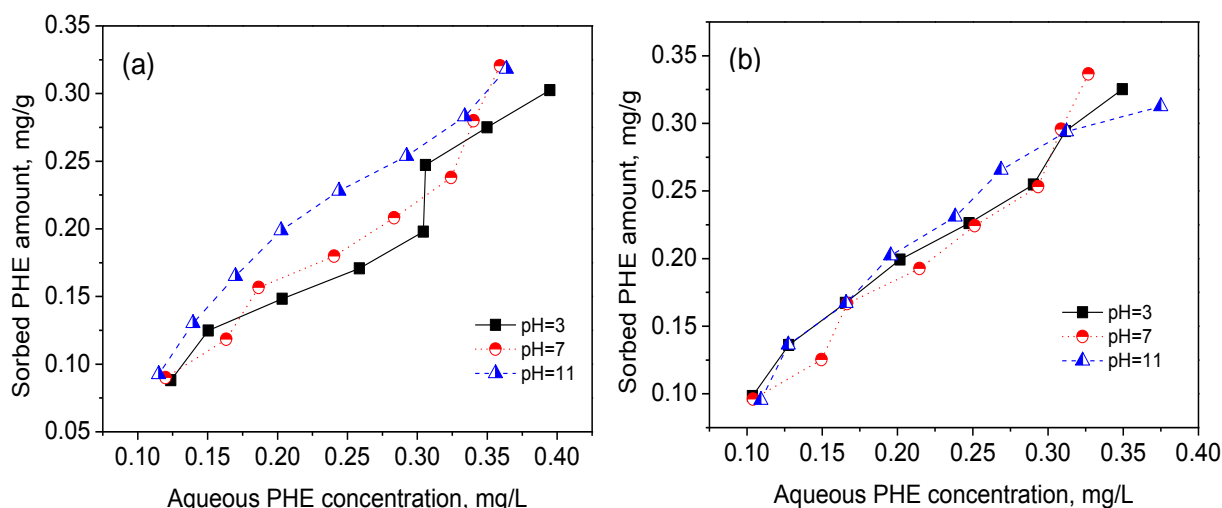 (a)
Sorbed PHE amount, mg/g
0.35
0.30
0.25
0.20
0.15
0.10
0.05
pH=3
pH=7
pH=11
0.10 0.15 0.20 0.25 0.30 0.35 0.40
Aqueous PHE concentration, mg/L
(b)
Sorbed PHE amount, mg/g
0.35
0.30
0.25
0.20
0.15
0.10
pH=3
pH=7
pH=11
0.10 0.15 0.20 0.25 0.30 0.35 0.40
Aqueous PHE concentration, mg/L